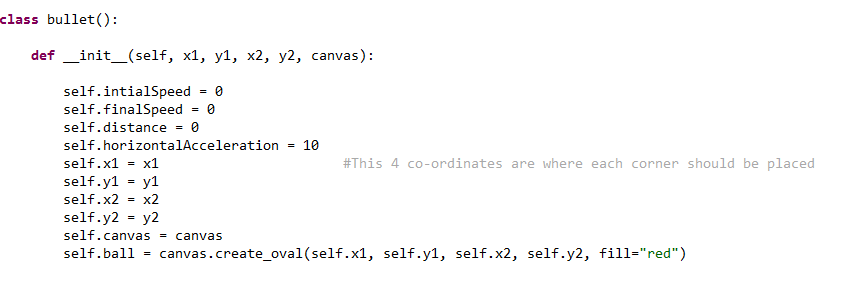 class bullet():
def __init__(self, x1, y1, x2, y2, canvas):
self.intialSpeed = 0
self.finalSpeed = 0
self.distance = 0
self.horizontalAcceleration = 10
self.x1 = x1 #This 4 co-ordinates are where each corner should be placed
self.y1 = y1
self.x2 = x2
self.y2 = y2
self.canvas = canvas
self.ball = canvas.create_oval(self.x1, self.y1, self.x2, self.y2, fill="red")